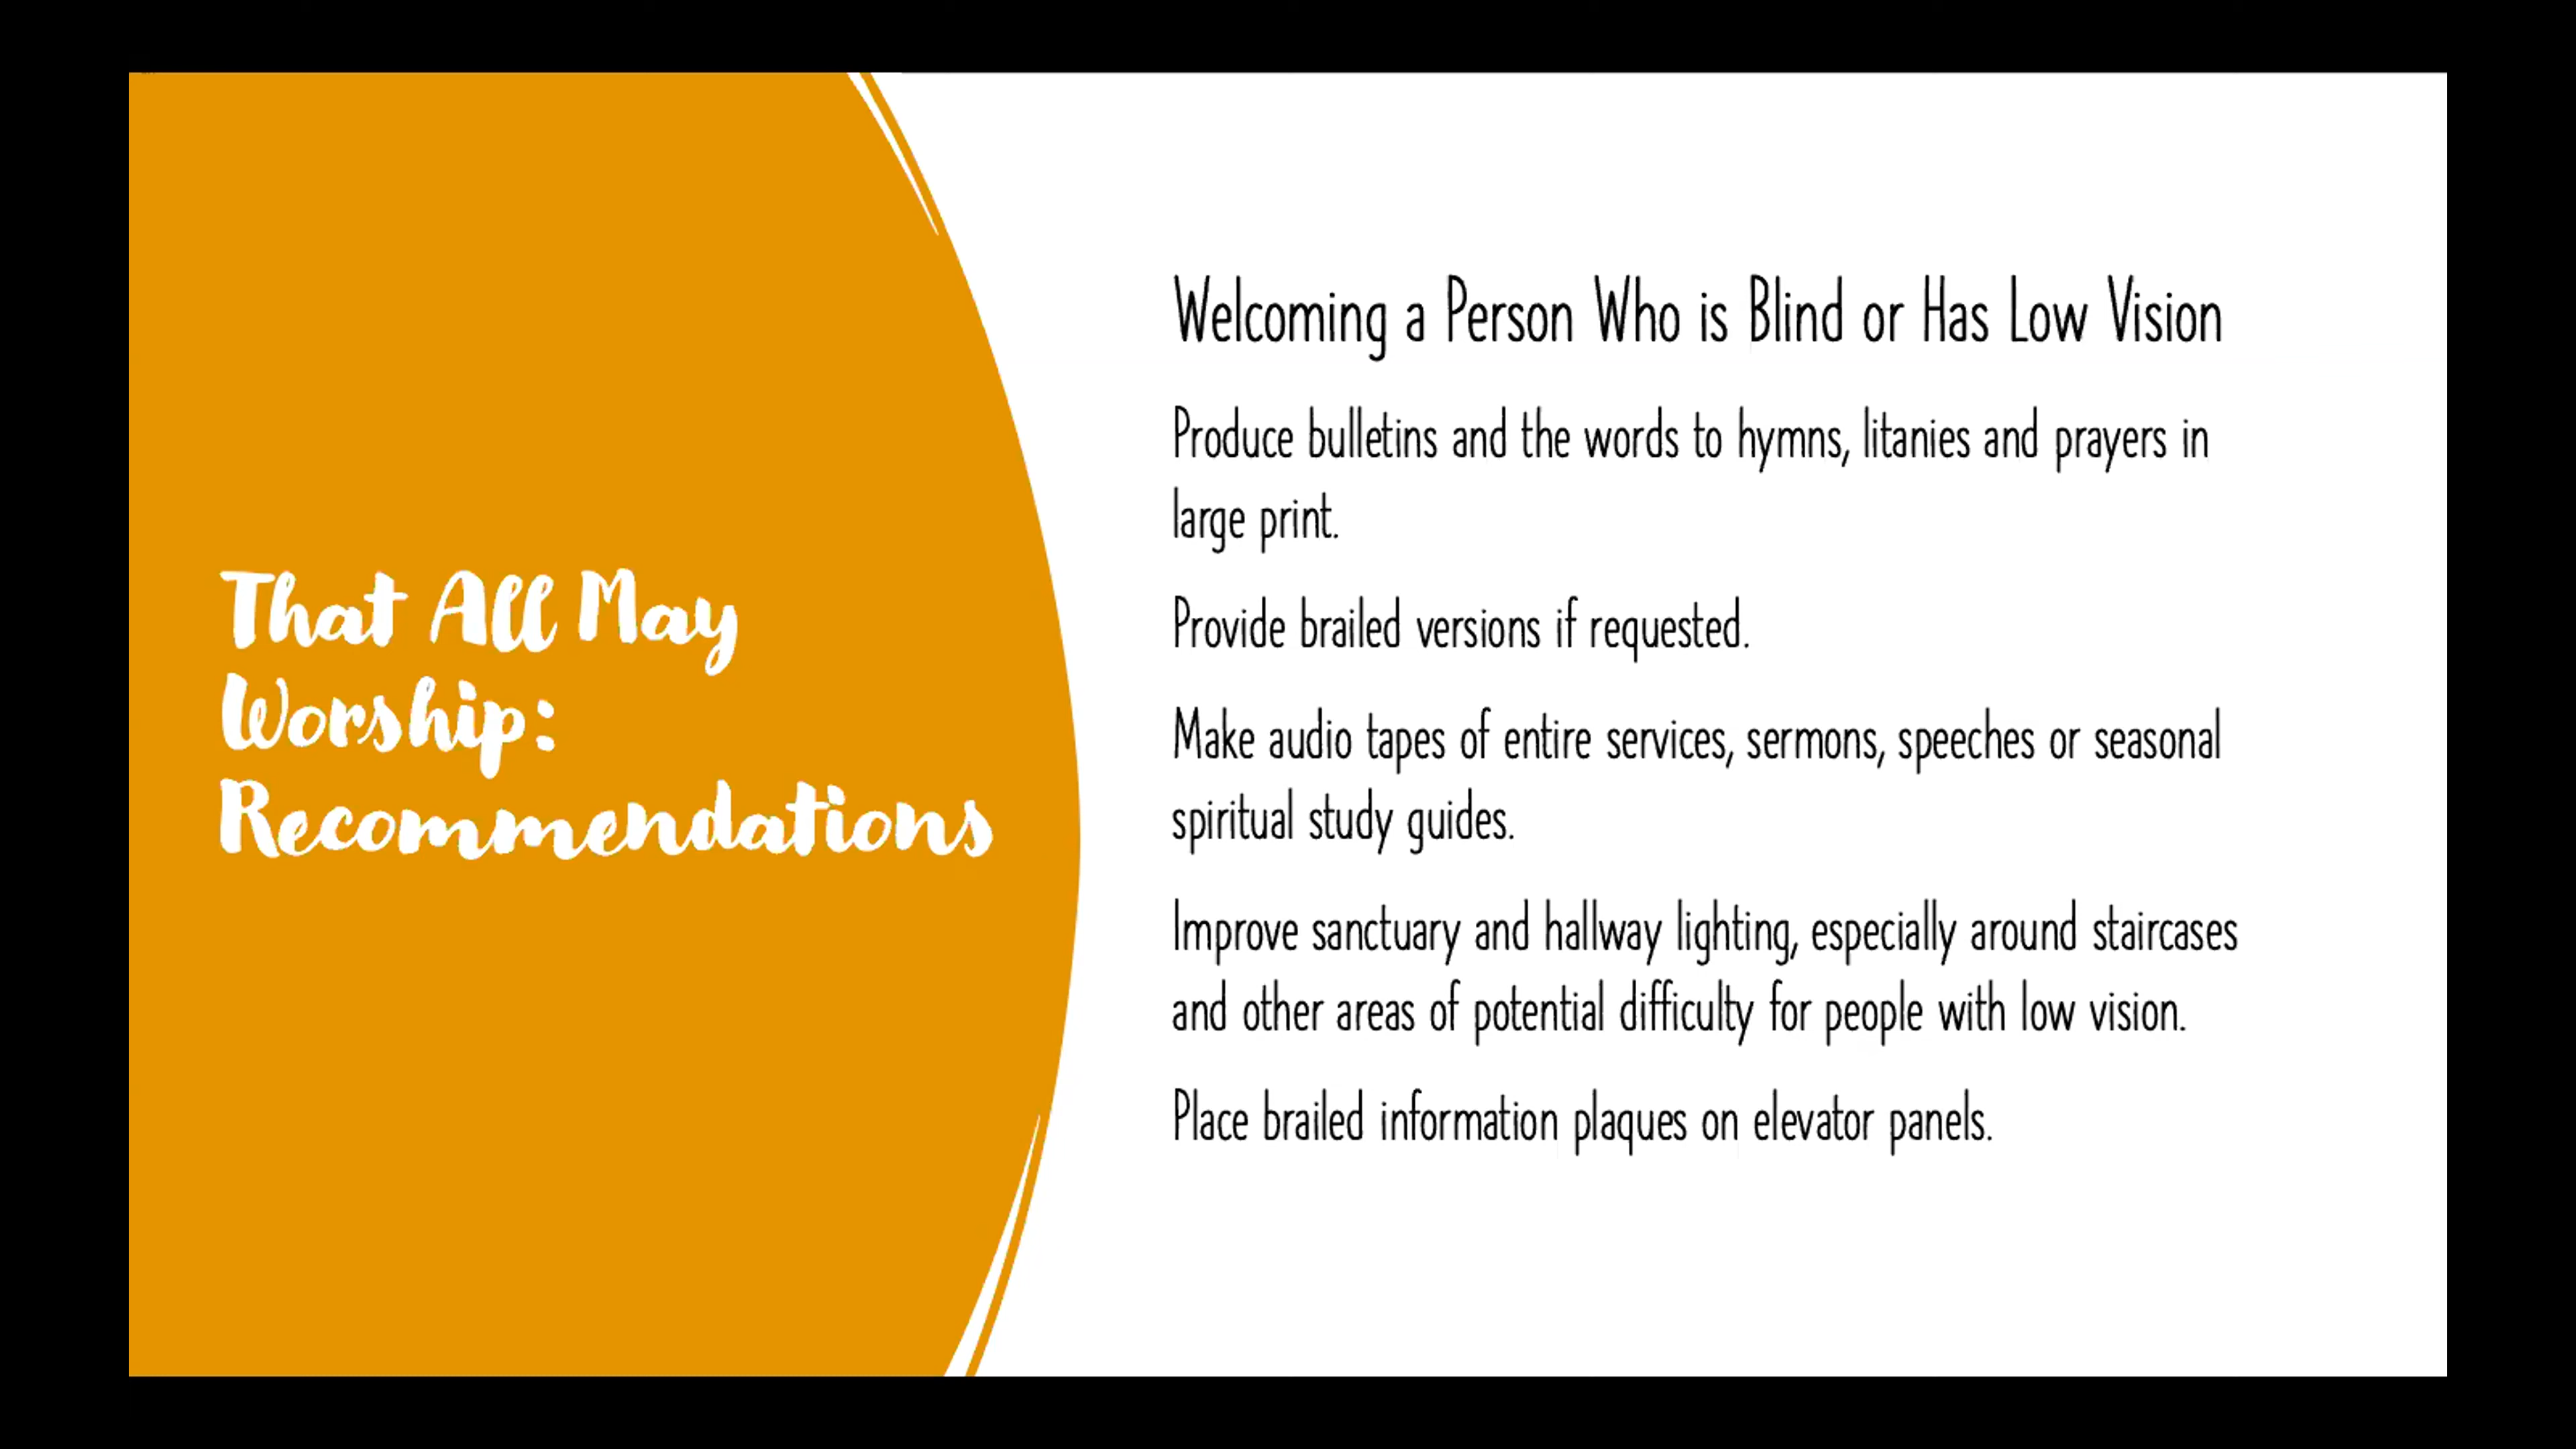 That All May
Worship:
Recommendations
Welcoming a Person Who is Blind or Has Low Vision
Produce bulletins and the words to hymns, litanies and prayers in
large print.
Provide brailed versions if requested.
Make audio tapes of entire services, sermons, speeches or seasonal
spiritual study guides.
Improve sanctuary and hallway lighting, especially around staircases
and other areas of potential difficulty for people with low vision.
Place brailed information plaques on elevator panels.